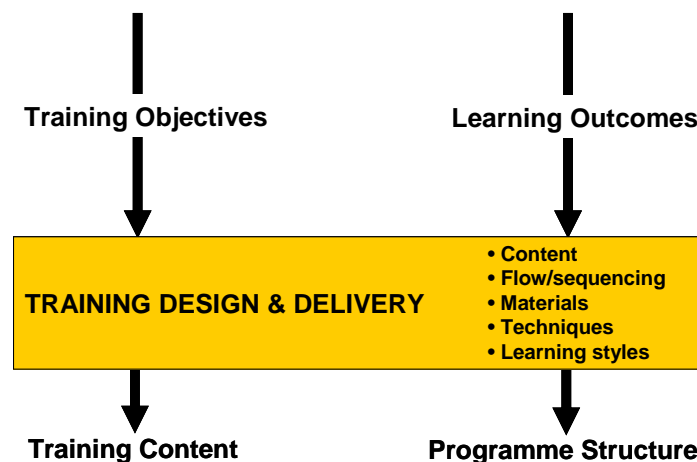 Training Objectives
Learning Outcomes
TRAINING DESIGN & DELIVERY
• Content
• Flow/sequencing
• Materials
• Techniques
• Learning styles
Training Content
Programme Structure